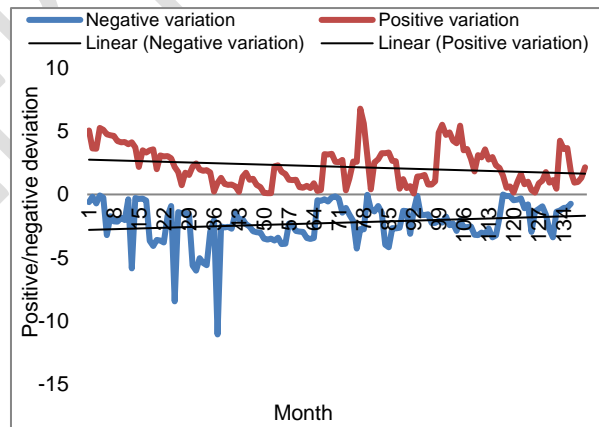 Negative variation Positive variation
Linear (Negative variation) Linear (Positive variation)
10
5
0
-5
-10
-15
Positive/negative deviation
1 8 15 22 29 36 43 50 57 64 71 78 85 92 99 106 113 120 127 134
Month